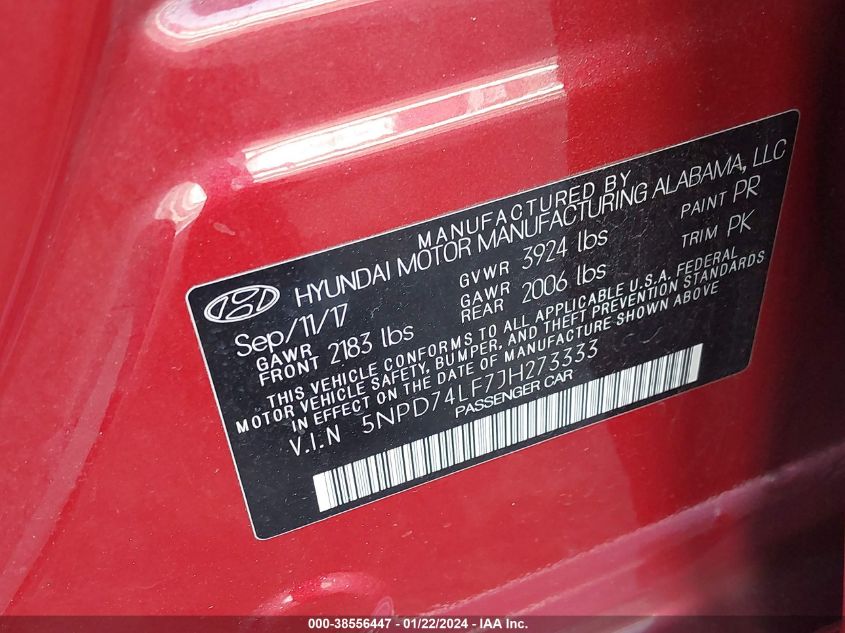 MANUFACTURED BY
HYUNDAI MOTOR MANUFACTURING ALABAMA, LLC
Sep/11/17 GVWR 3924 lbs PAINT PR
GAWR FRONT 2183 lbs GAWR REAR 2006 lbs TRIM PK
THIS VEHICLE CONFORMS TO ALL APPLICABLE U.S.A. FEDERAL
MOTOR VEHICLE SAFETY, BUMPER, AND THEFT PREVENTION STANDARDS
IN EFFECT ON THE DATE OF MANUFACTURE SHOWN ABOVE
V.I.N 5NPD74LF7JH273333
PASSENGER CAR
000-38556447 - 01/22/2024 - IAA Inc.